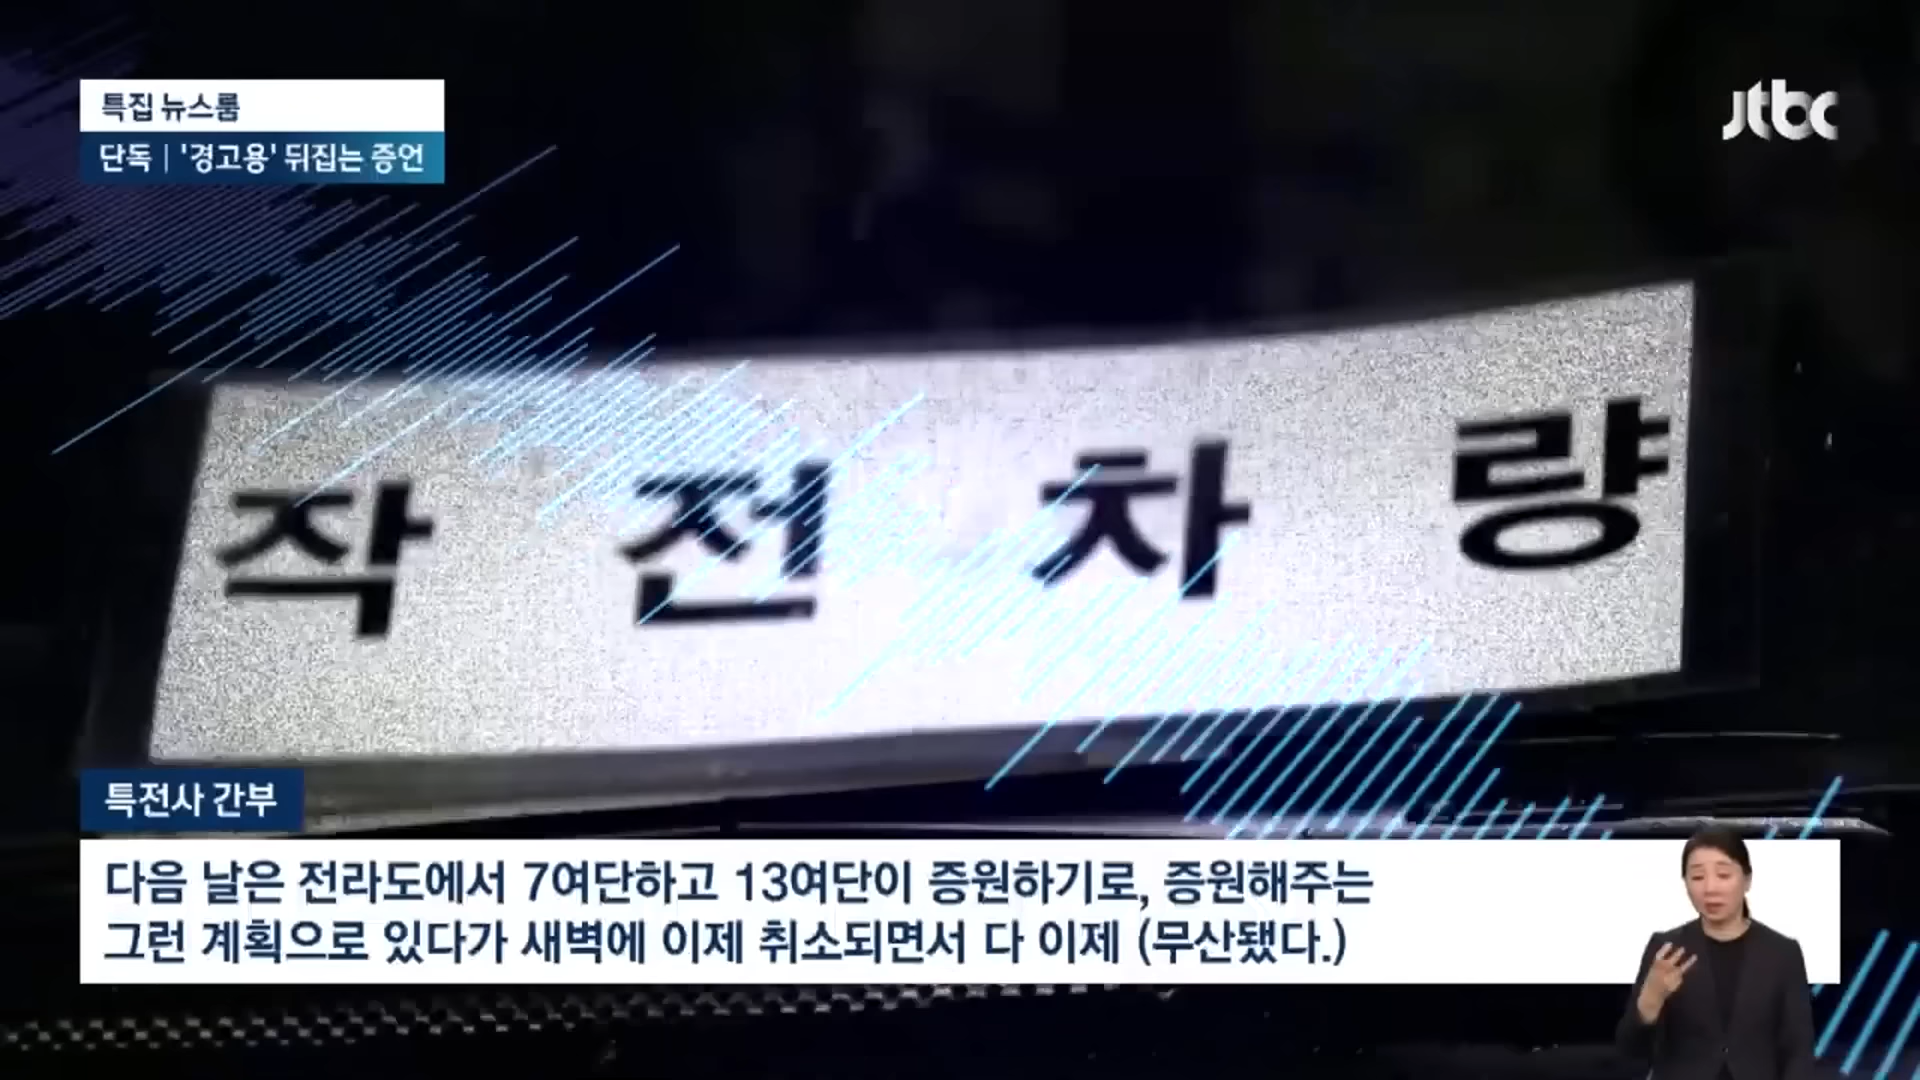 특집 뉴스룸
jtbc
단독 | '경고용' 뒤집는 증언
작전차량
특전사 간부
다음 날은 전라도에서 7여단하고 13여단이 증원하기로, 증원해주는
그런 계획으로 있다가 새벽에 이제 취소되면서 다 이제 (무산됐다.)